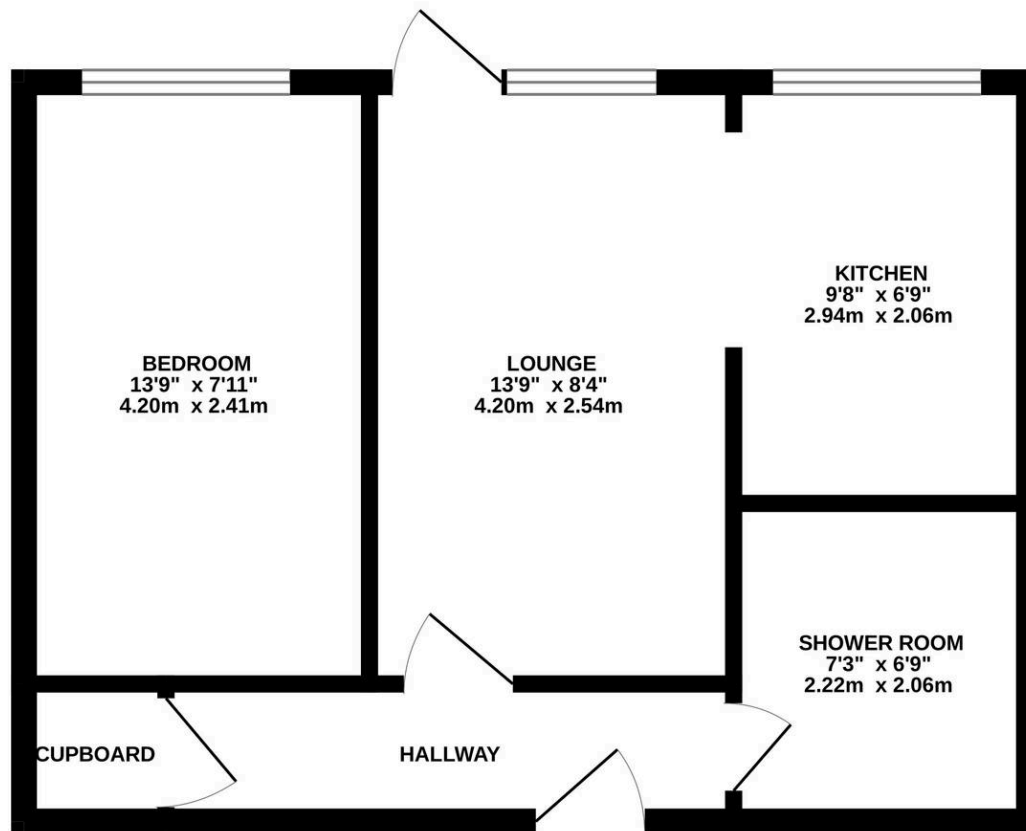 KITCHEN
9'8" x 6'9"
2.94m x 2.06m
BEDROOM
13'9" x 7'11"
4.20m x 2.41m
LOUNGE
13'9" x 8'4"
4.20m x 2.54m
SHOWER ROOM
7'3" x 6'9"
2.22m x 2.06m
CUPBOARD
HALLWAY